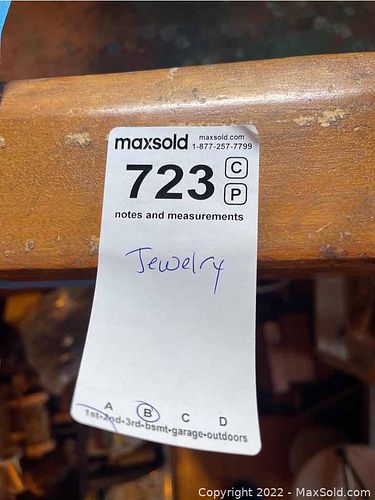 maxsold maxsold.com
1-877-257-7799
723 C
P
notes and measurements
Jewelry
A B C D
1st-2nd-3rd-bsmt-garage-outdoors
Copyright © 2022 - MaxSold.com